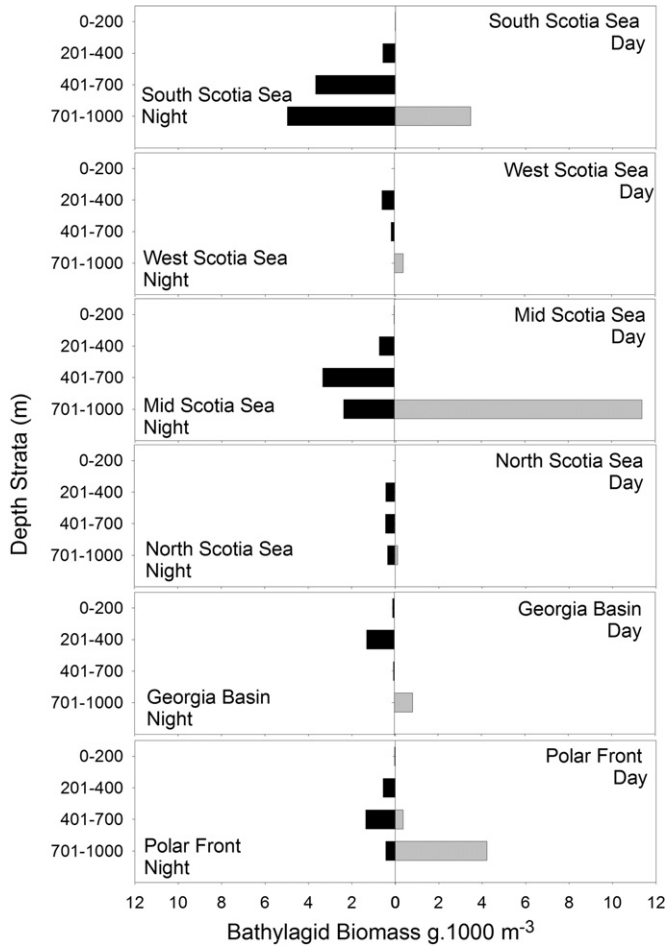 0-200
South Scotia Sea
Day
201-400
401-700
South Scotia Sea
701-1000
Night
0-200
West Scotia Sea
Day
201-400
401-700
West Scotia Sea
701-1000
Night
0-200
Mid Scotia Sea
Day
201-400
401-700
701-1000
Mid Scotia Sea
Night
0-200
North Scotia Sea
Day
201-400
401-700
701-1000
North Scotia Sea
Night
0-200
Georgia Basin
Day
201-400
401-700
701-1000
Georgia Basin
Night
0-200
Polar Front
Day
201-400
401-700
701-1000
Polar Front
Night
Depth Strata (m)
12 10 8 6 4 2 0 2 4 6 8 10 12
Bathylagid Biomass g.1000 m⁻³